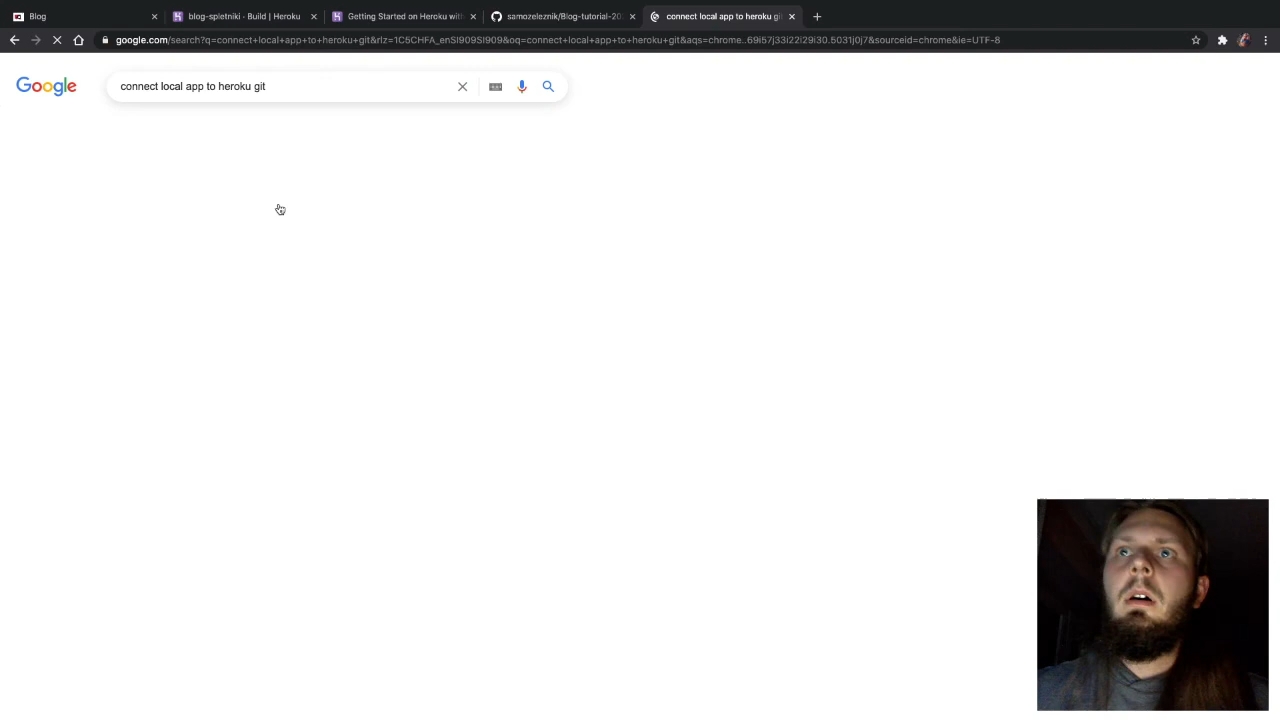 Blog
blog-spletniki - Build | Heroku
Getting Started on Heroku with
samozeleznik/Blog-tutorial-202
connect local app to heroku gi
google.com/search?q=connect+local+app+to+heroku+git&rlz=1C5CHFA_enSI909SI909&oq=connect+local+app+to+heroku+git&aqs=chrome..69i57j33i22i29i30.5031j0j7&sourceid=chrome&ie=UTF-8
Google
connect local app to heroku git